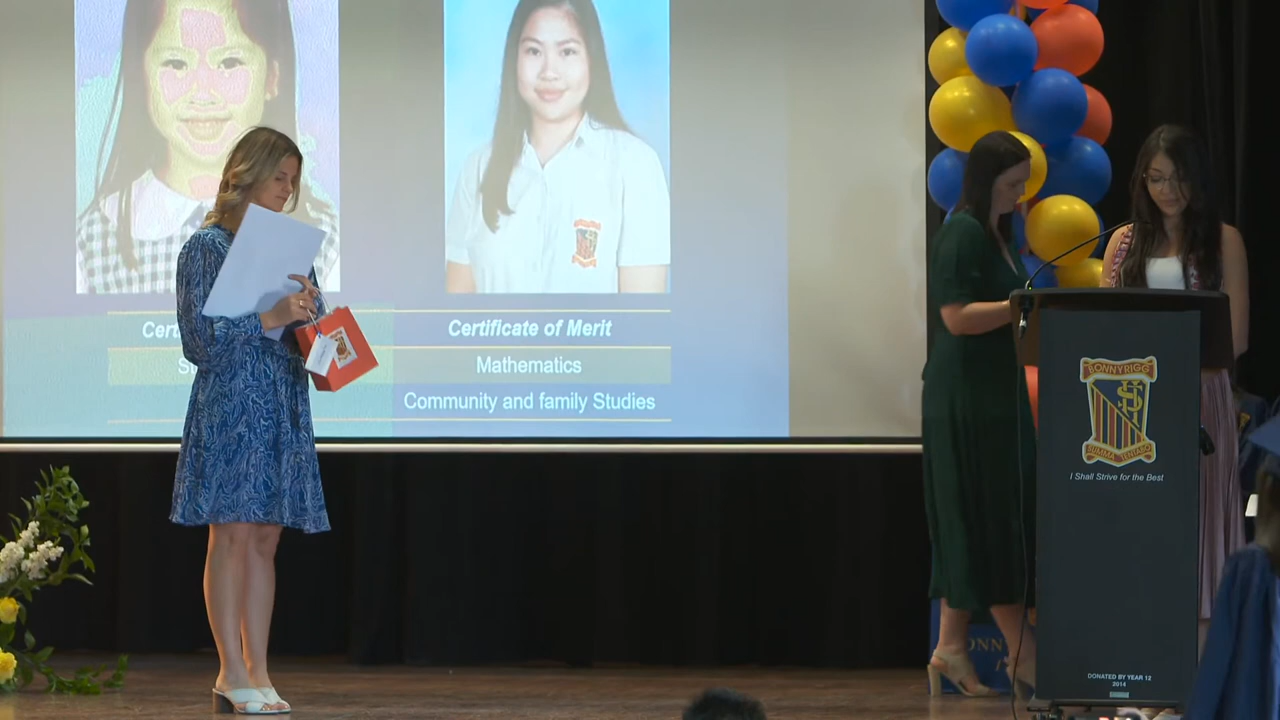 Certificate of Merit
Mathematics
Community and family Studies
BONNYRIGG
SUMMA TENTABO
I Shall Strive for the Best
DONATED BY YEAR 12
2014